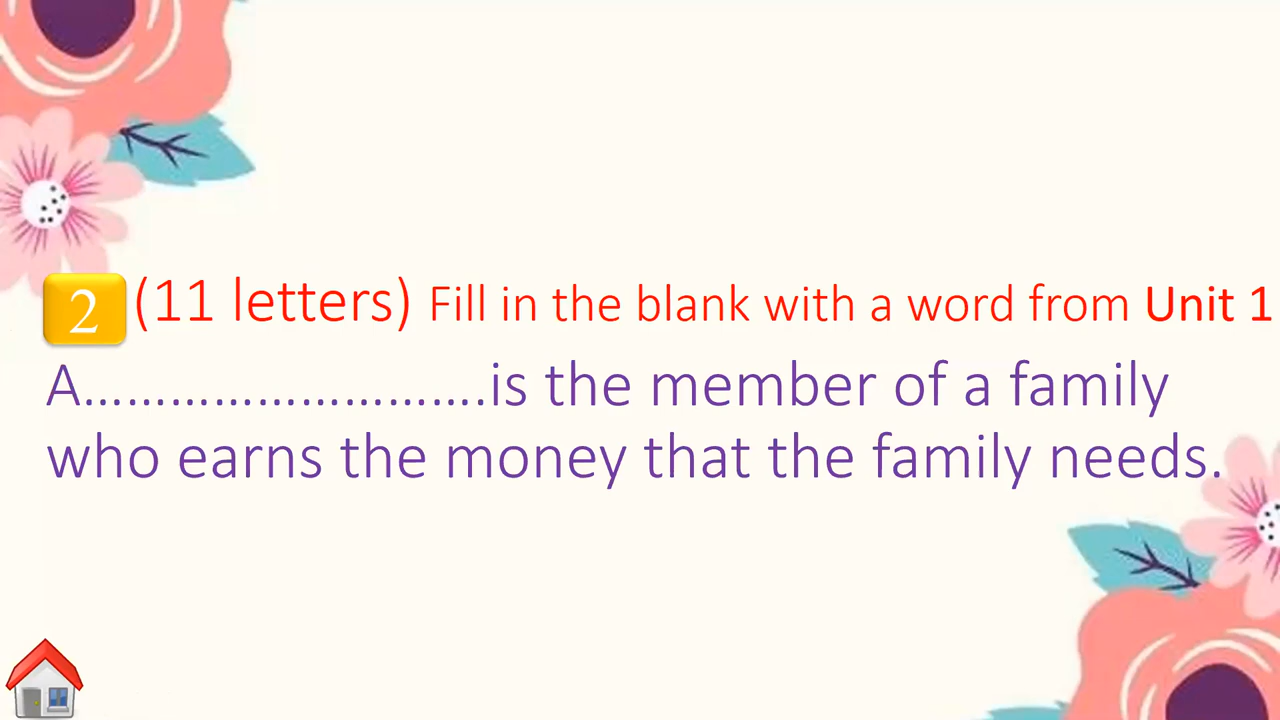 2 (11 letters) Fill in the blank with a word from Unit 1
A……………………….is the member of a family
who earns the money that the family needs.